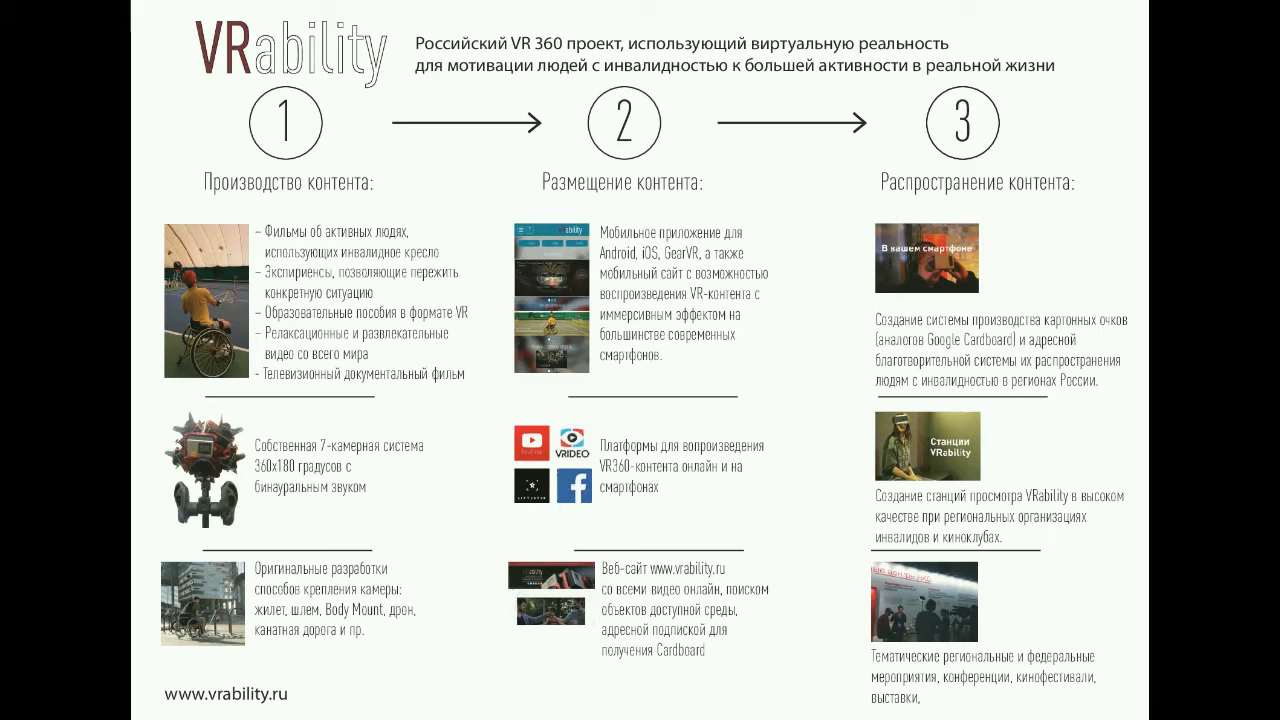 VRability
Российский VR 360 проект, использующий виртуальную реальность
для мотивации людей с инвалидностью к большей активности в реальной жизни
1
2
3
Производство контента:
– Фильмы об активных людях,
использующих инвалидное кресло
– Экспириенсы, позволяющие пережить
конкретную ситуацию
– Образовательные пособия в формате VR
– Релаксационные и развлекательные
видео со всего мира
- Телевизионный документальный фильм
Собственная 7-камерная система
360x180 градусов с
бинауральным звуком
Оригинальные разработки
способов крепления камеры:
жилет, шлем, Body Mount, дрон,
канатная дорога и пр.
www.vrability.ru
Размещение контента:
ability
Мобильное приложение для
Android, iOS, GearVR, а также
мобильный сайт с возможностью
воспроизведения VR-контента с
иммерсивным эффектом на
большинстве современных
смартфонов.
YouTube
VRIDEO
Платформы для вопроизведения
VR360-контента онлайн и на
смартфонах
ability
Веб-сайт www.vrability.ru
со всеми видео онлайн, поиском
объектов доступной среды,
адресной подпиской для
получения Cardboard
Распространение контента:
В вашем смартфоне
Создание системы производства картонных очков
(аналогов Google Cardboard) и адресной
благотворительной системы их распространения
людям с инвалидностью в регионах России.
Станции
VRability
Создание станций просмотра VRability в высоком
качестве при региональных организациях
инвалидов и киноклубах.
Тематические региональные и федеральные
мероприятия, конференции, кинофестивали,
выставки,